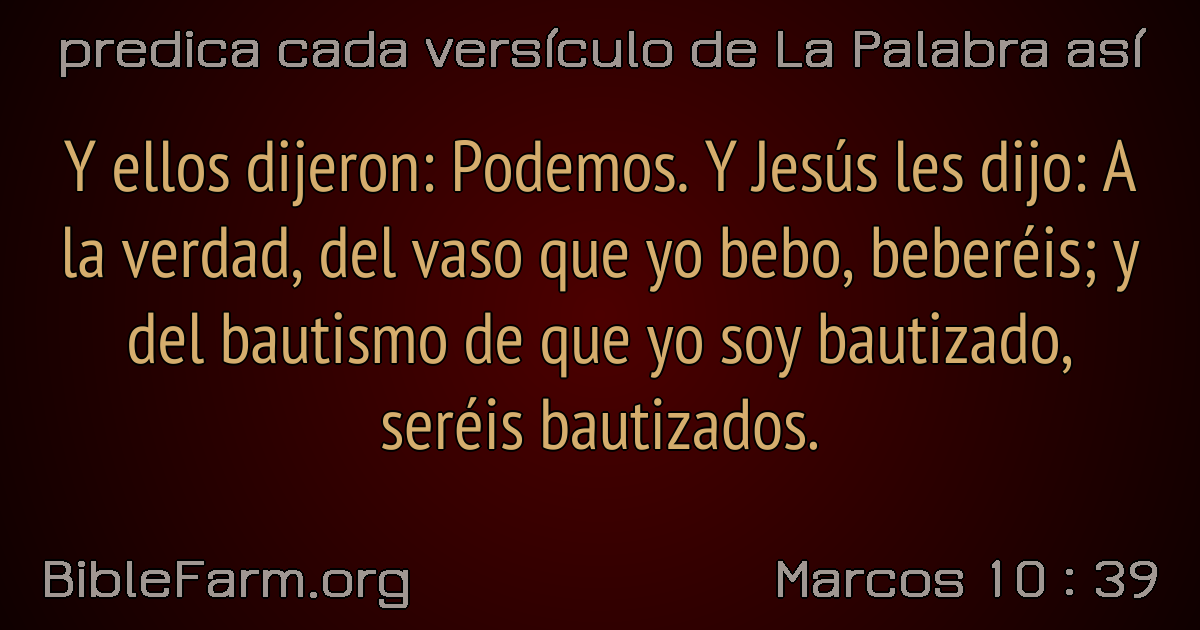 predica cada versículo de La Palabra así
Y ellos dijeron: Podemos. Y Jesús les dijo: A
la verdad, del vaso que yo bebo, beberéis; y
del bautismo de que yo soy bautizado,
seréis bautizados.
BibleFarm.org
Marcos 10 : 39